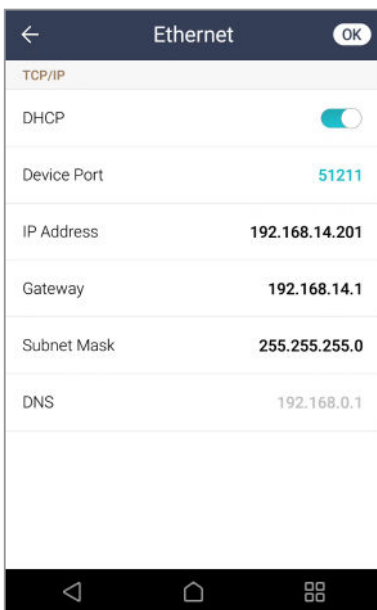 Ethernet
OK
TCP/IP
DHCP
Device Port 51211
IP Address 192.168.14.201
Gateway 192.168.14.1
Subnet Mask 255.255.255.0
DNS 192.168.0.1